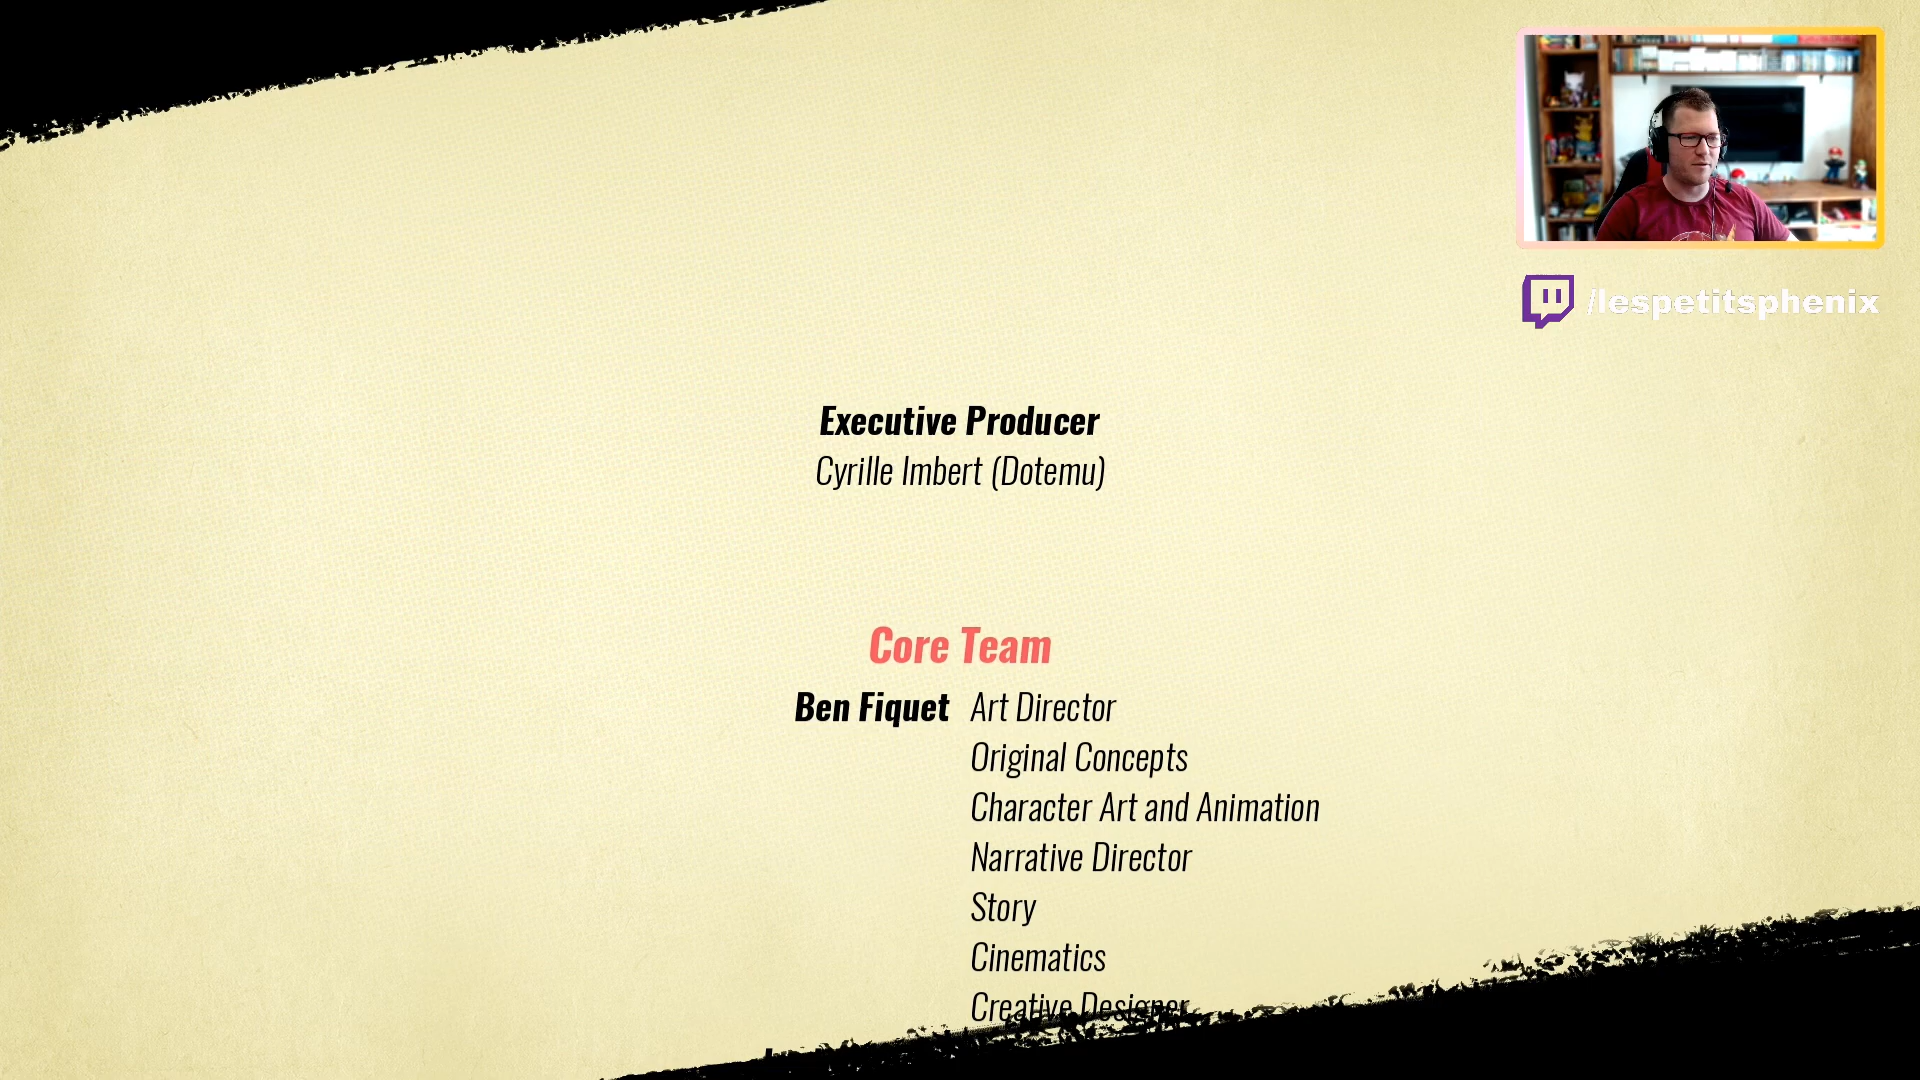 /lespetitsphenix
Executive Producer
Cyrille Imbert (Dotemu)
Core Team
Ben Fiquet Art Director
Original Concepts
Character Art and Animation
Narrative Director
Story
Cinematics
Creative Designer